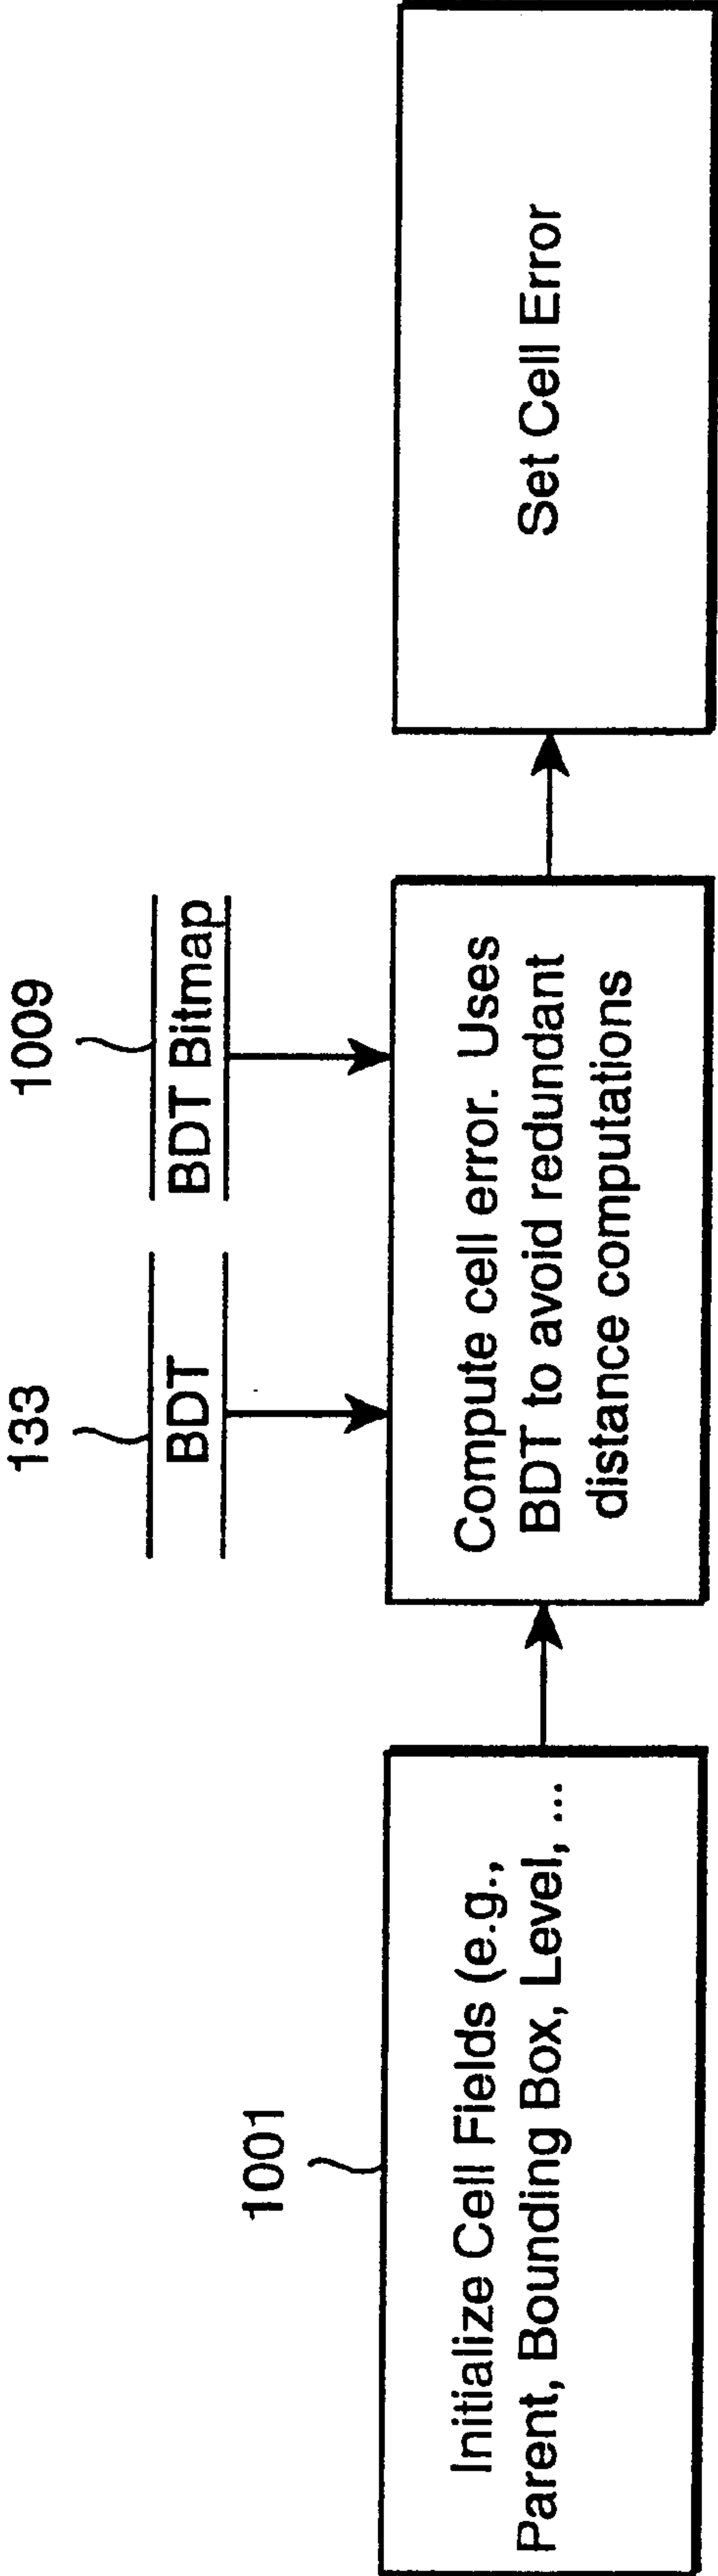 133
1009
BDT
BDT Bitmap
1001
Initialize Cell Fields (e.g.,
Parent, Bounding Box, Level, ...
Compute cell error.  Uses
BDT to avoid redundant
distance computations
Set Cell Error